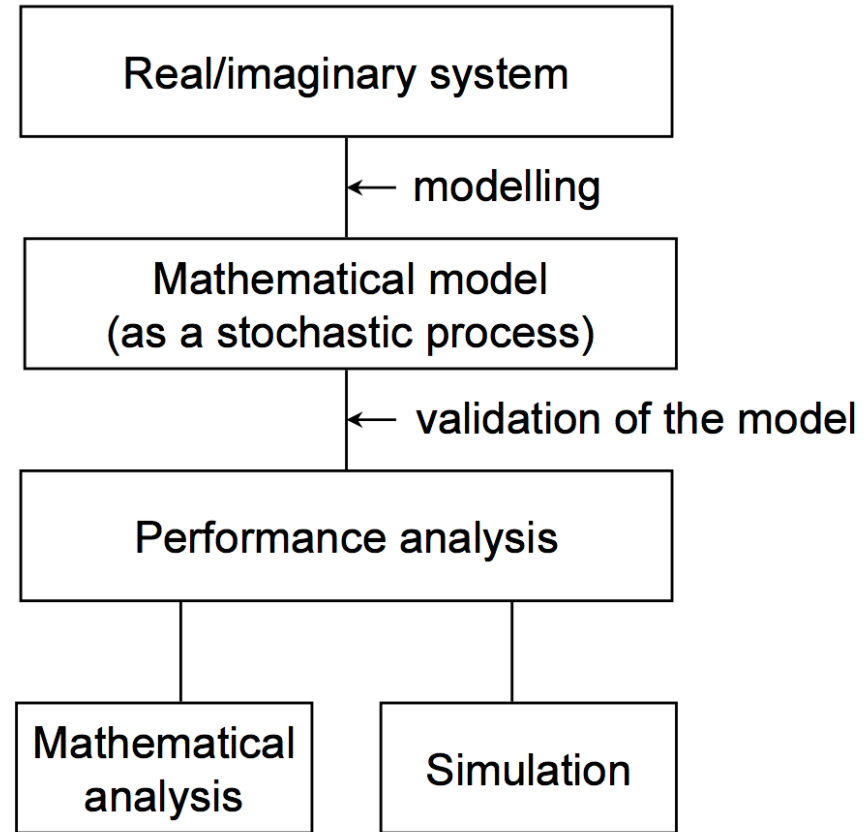 Real/imaginary system
modelling
Mathematical model
(as a stochastic process)
validation of the model
Performance analysis
Mathematical
analysis
Simulation